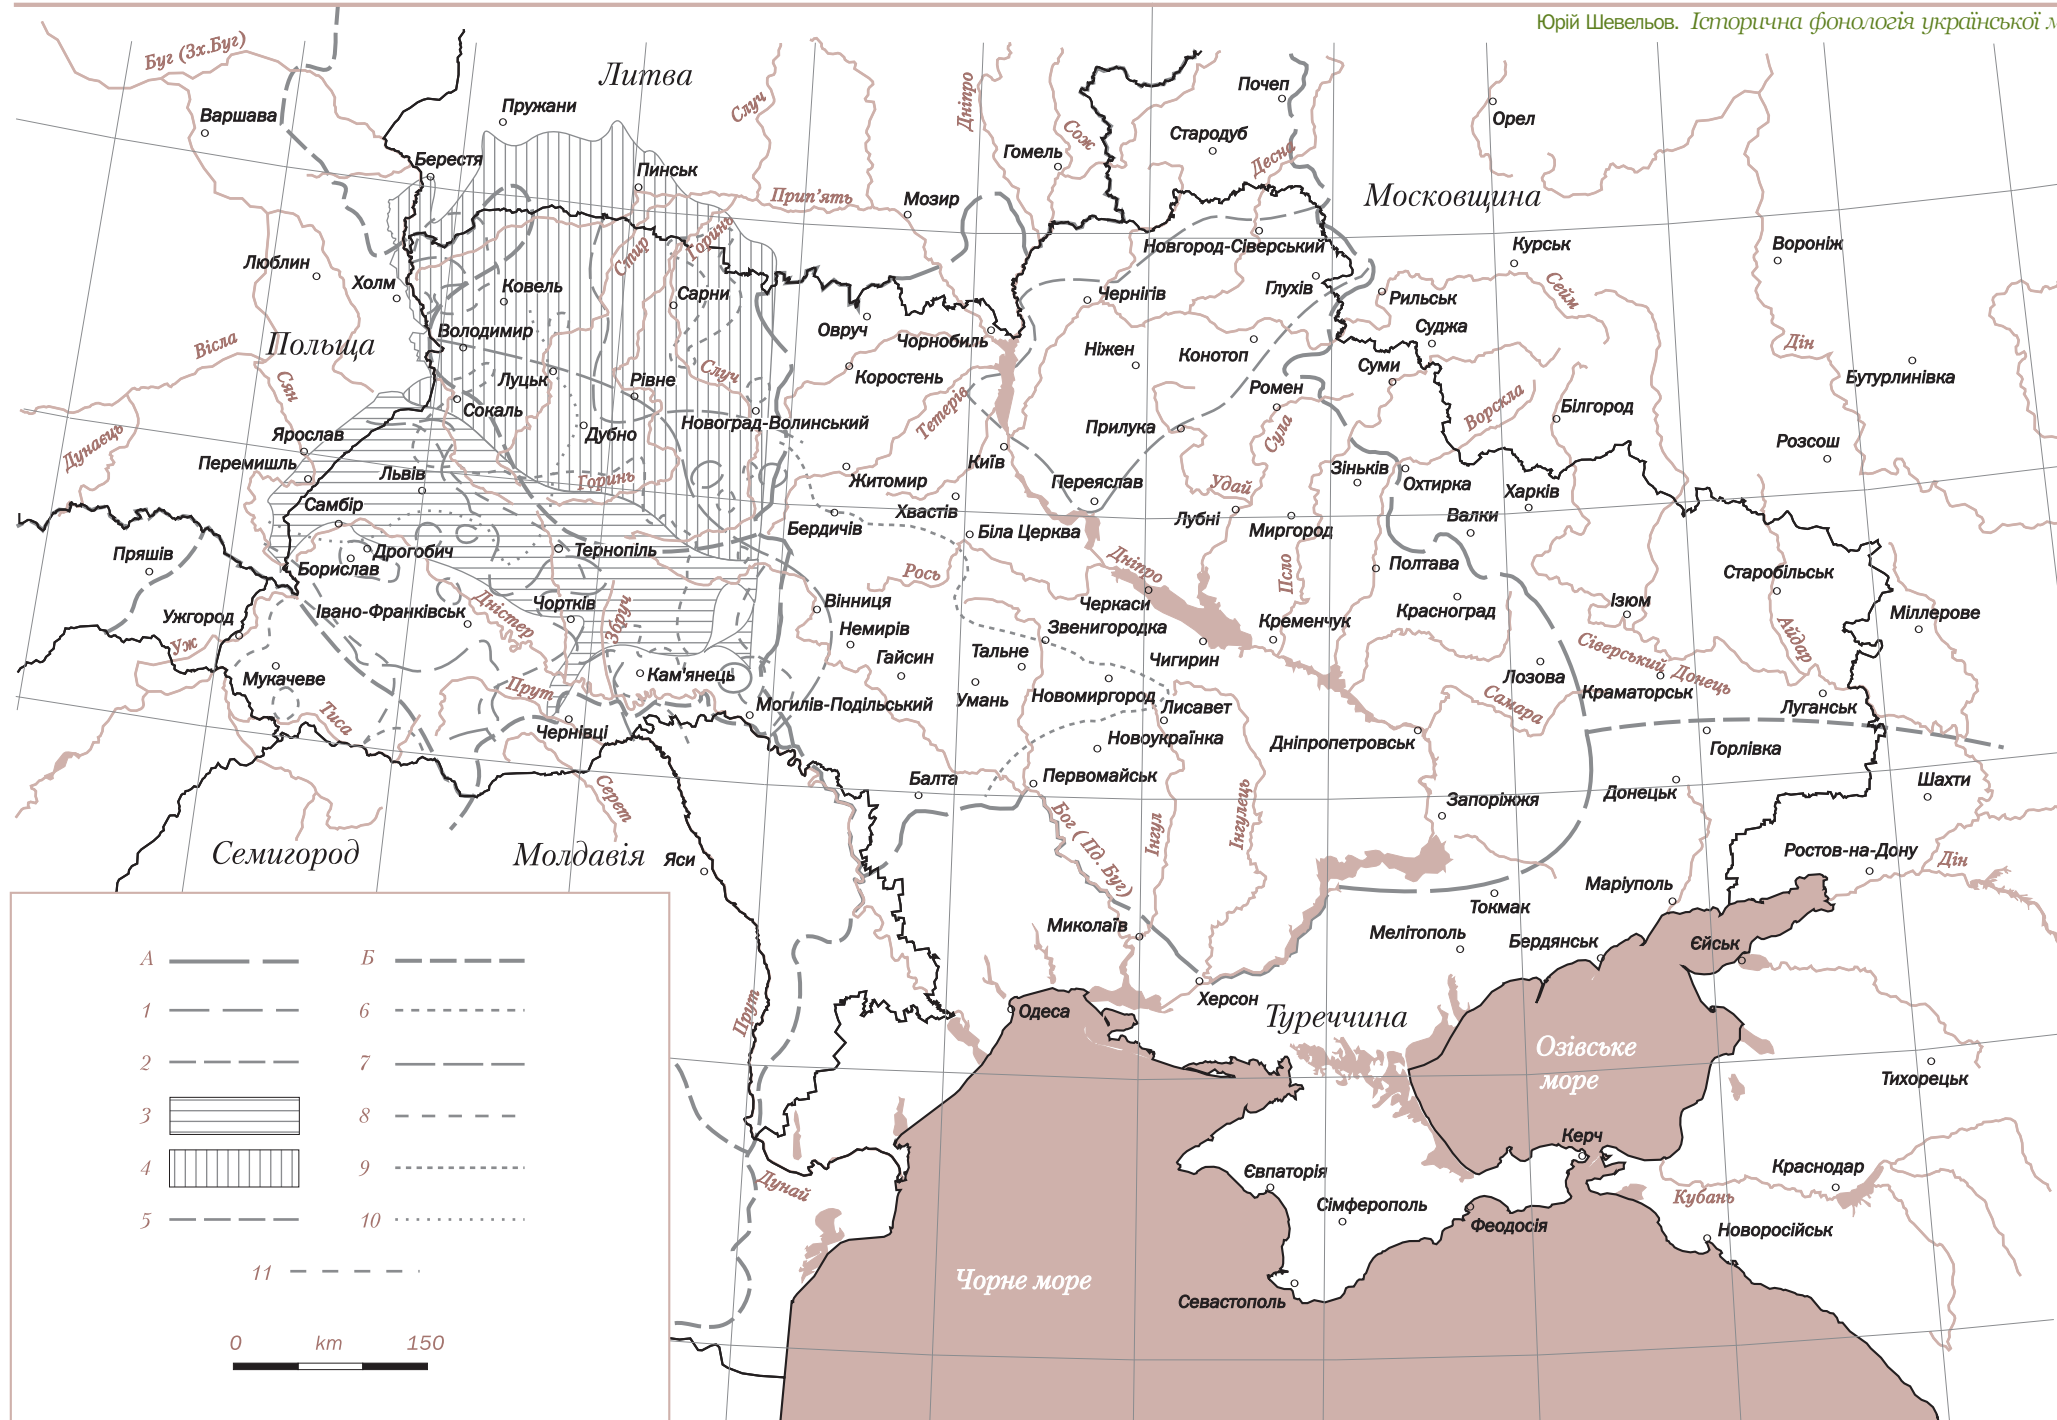 Юрій Шевельов. Історична фонологія української м
Буг (Зх.Буг)
Литва
Почеп
Варшава
Пружани
Случ
Дніпро
Орел
Стародуб
Сож
Гомель
Берестя
Десна
Пинськ
Прип'ять
Мозир
Московщина
Стир
Горинь
Новгород-Сіверський
Курськ
Вороніж
Люблин
Холм
Ковель
Сарни
Чернігів
Глухів
Рильськ
Сейм
Володимир
Овруч
Чорнобиль
Суджа
Польща
Вісла
Ніжен
Конотоп
Суми
Дін
Сян
Луцьк
Рівне
Случ
Коростень
Ромен
Бутурлинівка
Сокаль
Новоград-Волинський
Тетерів
Прилука
Сула
Ворскла
Білгород
Дунаєць
Ярослав
Дубно
Розсош
Перемишль
Львів
Горинь
Житомир
Київ
Переяслав
Удай
Зіньків
Охтирка
Харків
Самбір
Хвастів
Лубні
Миргород
Валки
Бердичів
Біла Церква
Пряшів
Дрогобич
Тернопіль
Борислав
Рось
Дніпро
Псло
Полтава
Старобільськ
Ужгород
Івано-Франківськ
Дністер
Чортків
Збруч
Вінниця
Черкаси
Красноград
Ізюм
Міллерове
Уж
Немирів
Звенигородка
Кременчук
Айдар
Гайсин
Тальне
Чигирин
Сіверський Донець
Мукачеве
Прут
Кам'янець
Умань
Новомиргород
Лозова
Краматорськ
Тиса
Могилів-Подільський
Лисавет
Самара
Луганськ
Чернівці
Новоукраїнка
Дніпропетровськ
Горлівка
Балта
Первомайськ
Серет
Запоріжжя
Донецьк
Шахти
Бог (Пд. Буг)
Інгул
Інгулець
Семигород
Молдавія
Яси
Ростов-на-Дону
Дін
Маріуполь
Токмак
Миколаїв
Мелітополь
Бердянськ
Єйськ
А
Б
Херсон
Прут
Одеса
Туреччина
1
6
Озівське
море
2
7
Тихорецьк
3
8
Керч
4
9
Дунай
Євпаторія
Краснодар
Сімферополь
Кубань
5
10
Феодосія
Новоросійськ
11
Чорне море
Севастополь
0 km 150